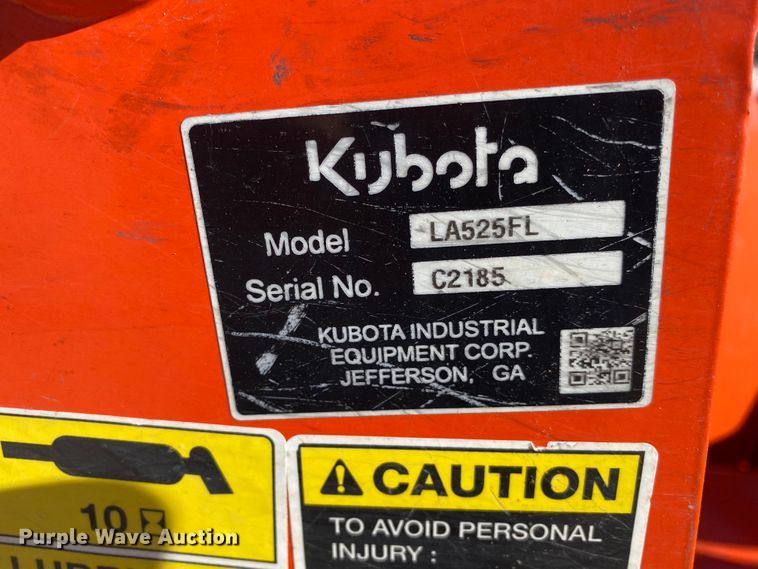 Kubota
Model LA525FL
Serial No. C2185
KUBOTA INDUSTRIAL
EQUIPMENT CORP.
JEFFERSON, GA
10
CAUTION
TO AVOID PERSONAL
INJURY :
Purple Wave Auction